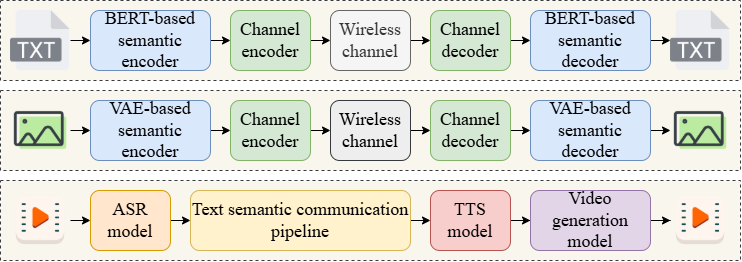 TXT
BERT-based
semantic
encoder
Channel
encoder
Wireless
channel
Channel
decoder
BERT-based
semantic
decoder
TXT
VAE-based
semantic
encoder
Channel
encoder
Wireless
channel
Channel
decoder
VAE-based
semantic
decoder
ASR
model
Text semantic communication
pipeline
TTS
model
Video
generation
model